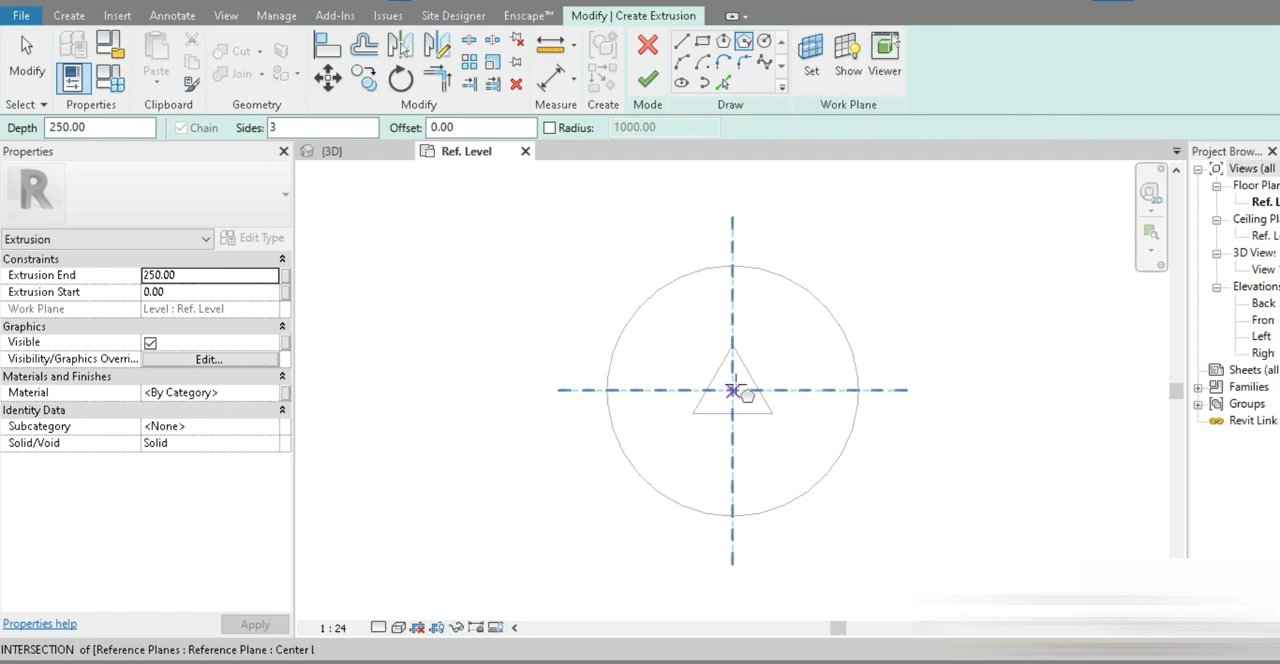 File Create Insert Annotate View Manage Add-Ins Issues Site Designer Enscape™ Modify | Create Extrusion
Modify Paste Cut Join Set Show Viewer
Select Properties Clipboard Geometry Modify Measure Create Mode Draw Work Plane
Depth 250.00 Chain Sides: 3 Offset: 0.00 Radius: 1000.00
Properties {3D} Ref. Level Project Brow...
R
Extrusion Edit Type
Constraints
Extrusion End 250.00
Extrusion Start 0.00
Work Plane Level : Ref. Level
Graphics
Visible
Visibility/Graphics Overri... Edit...
Materials and Finishes
Material <By Category>
Identity Data
Subcategory <None>
Solid/Void Solid
Properties help Apply
2D
Views (all
Floor Plan
Ref. L
Ceiling Pl
Ref. L
3D Views
View
Elevations
Back
Fron
Left
Right
Sheets (all
Families
Groups
Revit Link
1 : 24
INTERSECTION of [Reference Planes : Reference Plane : Center l